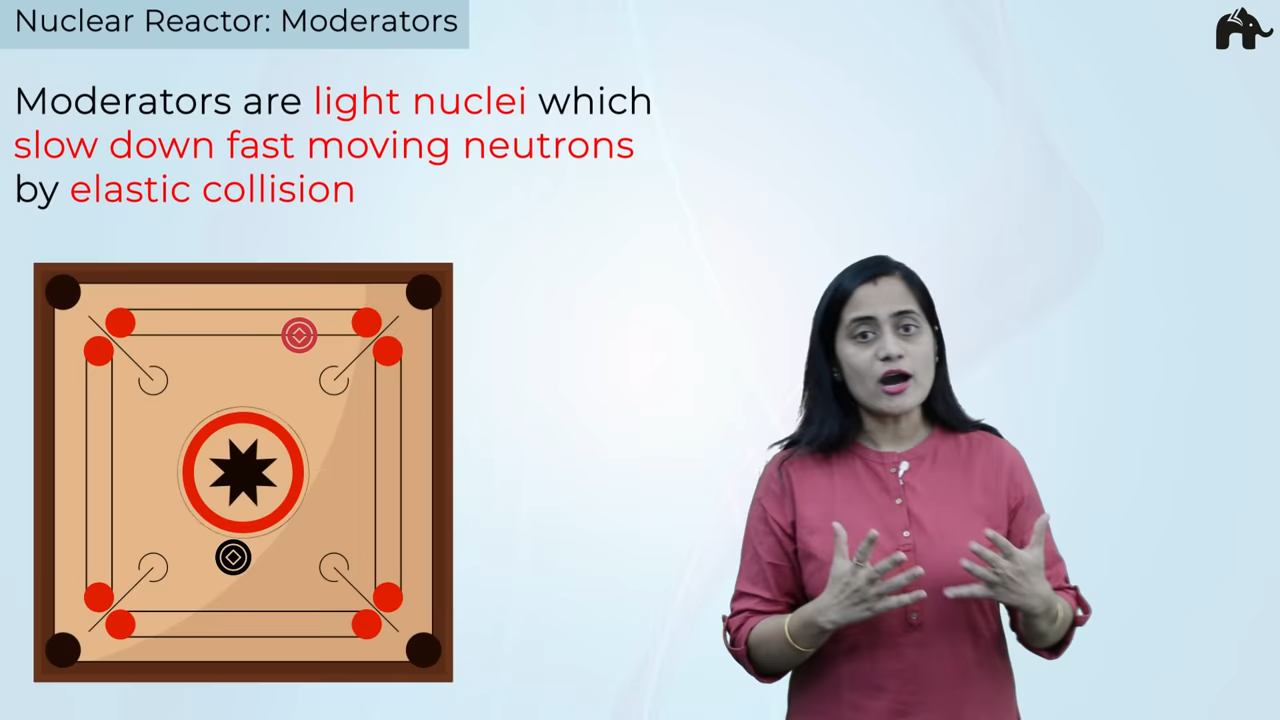 Nuclear Reactor: Moderators
Moderators are light nuclei which
slow down fast moving neutrons
by elastic collision